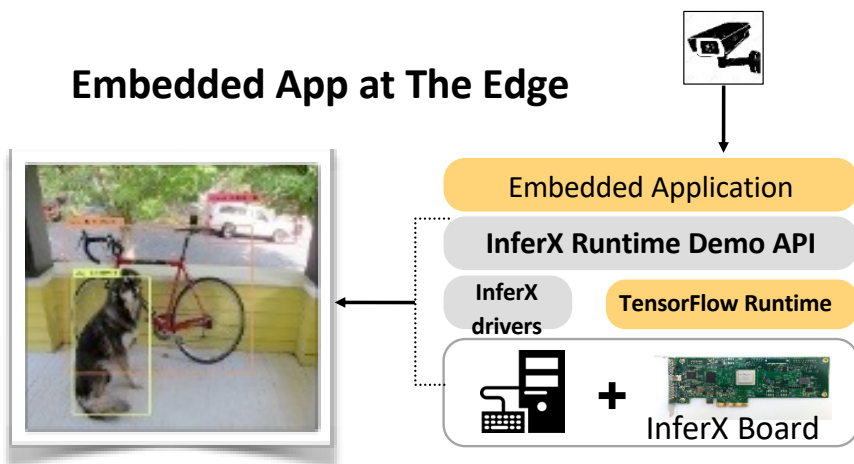 Embedded App at The Edge
Embedded Application
InferX Runtime Demo API
InferX
drivers
TensorFlow Runtime
+
InferX Board